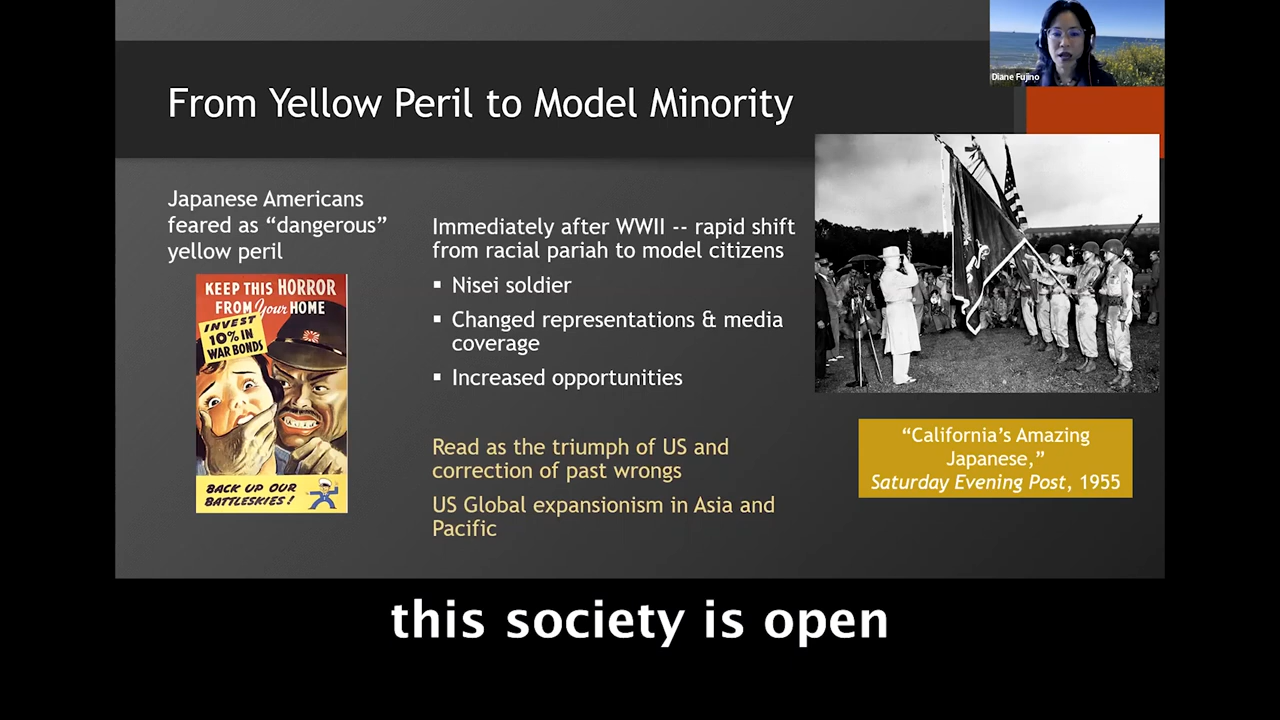 Diane Fujino
From Yellow Peril to Model Minority
Japanese Americans
feared as “dangerous”
yellow peril
KEEP THIS HORROR
FROM Your HOME
INVEST
10% IN
WAR BONDS
BACK UP OUR
BATTLESKIES!
Immediately after WWII -- rapid shift
from racial pariah to model citizens
▪ Nisei soldier
▪ Changed representations & media
coverage
▪ Increased opportunities
Read as the triumph of US and
correction of past wrongs
US Global expansionism in Asia and
Pacific
“California’s Amazing
Japanese,”
Saturday Evening Post, 1955
this society is open